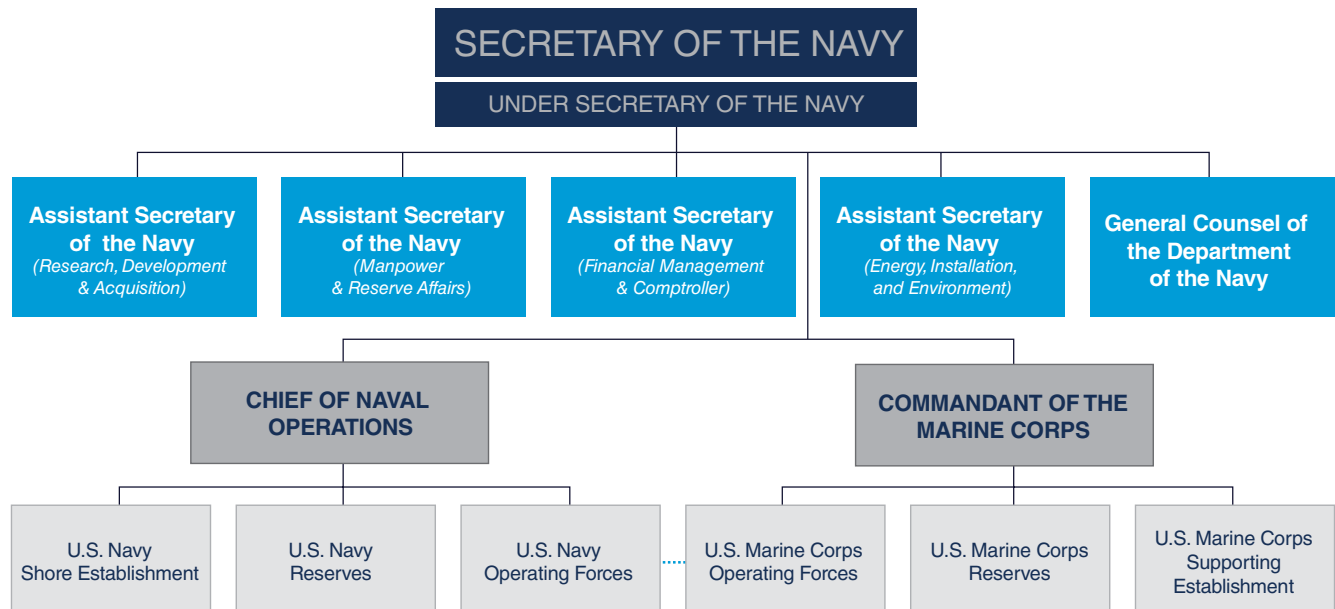 SECRETARY OF THE NAVY
UNDER SECRETARY OF THE NAVY
Assistant Secretary
of the Navy
(Research, Development
& Acquisition)
Assistant Secretary
of the Navy
(Manpower
& Reserve Affairs)
Assistant Secretary
of the Navy
(Financial Management
& Comptroller)
Assistant Secretary
of the Navy
(Energy, Installation,
and Environment)
General Counsel of
the Department
of the Navy
CHIEF OF NAVAL
OPERATIONS
COMMANDANT OF THE
MARINE CORPS
U.S. Navy
Shore Establishment
U.S. Navy
Reserves
U.S. Navy
Operating Forces
U.S. Marine Corps
Operating Forces
U.S. Marine Corps
Reserves
U.S. Marine Corps
Supporting
Establishment